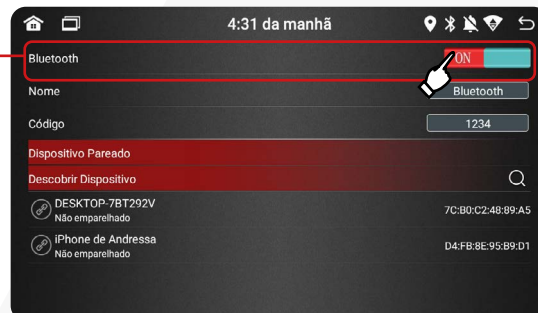 4:31 da manhã
Bluetooth ON
Nome Bluetooth
Código 1234
Dispositivo Pareado
Descobrir Dispositivo
DESKTOP-7BT292V
Não emparelhado 7C:B0:C2:48:89:A5
iPhone de Andressa
Não emparelhado D4:FB:8E:95:B9:D1